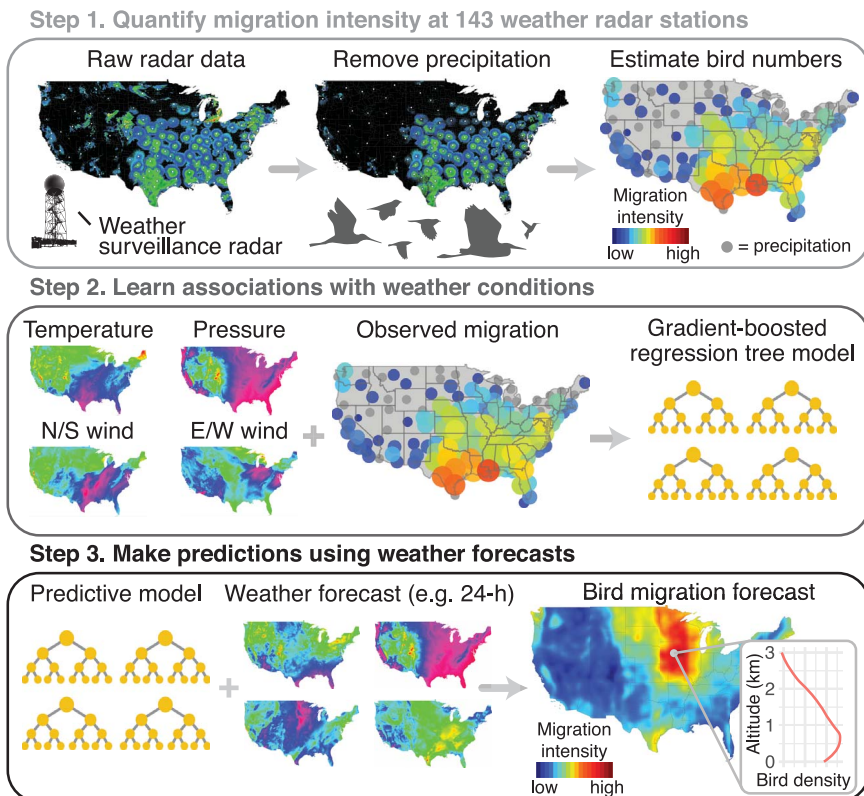 Step 1. Quantify migration intensity at 143 weather radar stations
Raw radar data
Remove precipitation
Estimate bird numbers
Weather
surveillance radar
Migration
intensity
low
high
= precipitation
Step 2. Learn associations with weather conditions
Temperature
Pressure
Observed migration
Gradient-boosted
regression tree model
N/S wind
E/W wind
+
Step 3. Make predictions using weather forecasts
Predictive model
Weather forecast (e.g. 24-h)
Bird migration forecast
+
Migration
intensity
low
high
Altitude (km)
3
2
1
0
Bird density